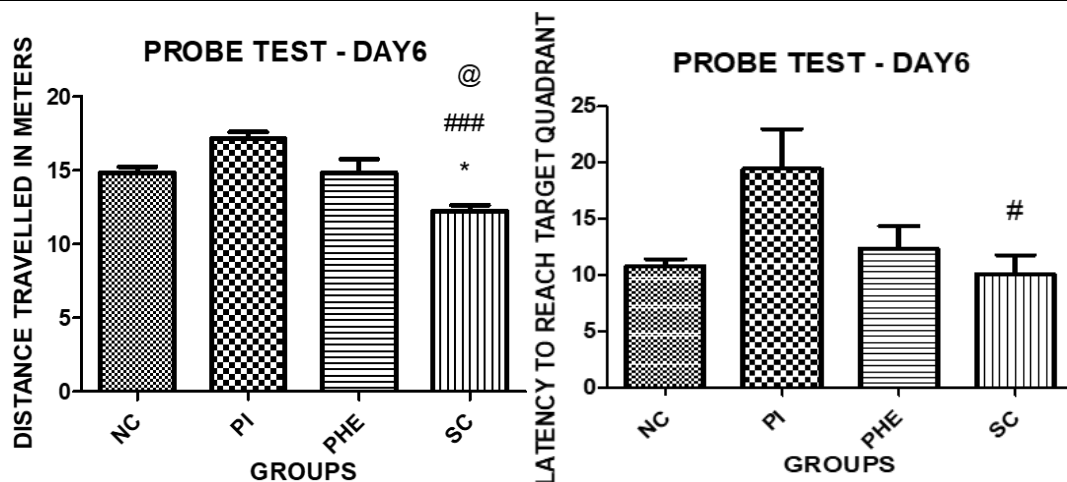 PROBE TEST - DAY6
DISTANCE TRAVELLED IN METERS
20
15
10
5
0
@
###
*
NC
PI
PHE
SC
GROUPS
PROBE TEST - DAY6
LATENCY TO REACH TARGET QUADRANT
25
20
15
10
5
0
#
NC
PI
PHE
SC
GROUPS